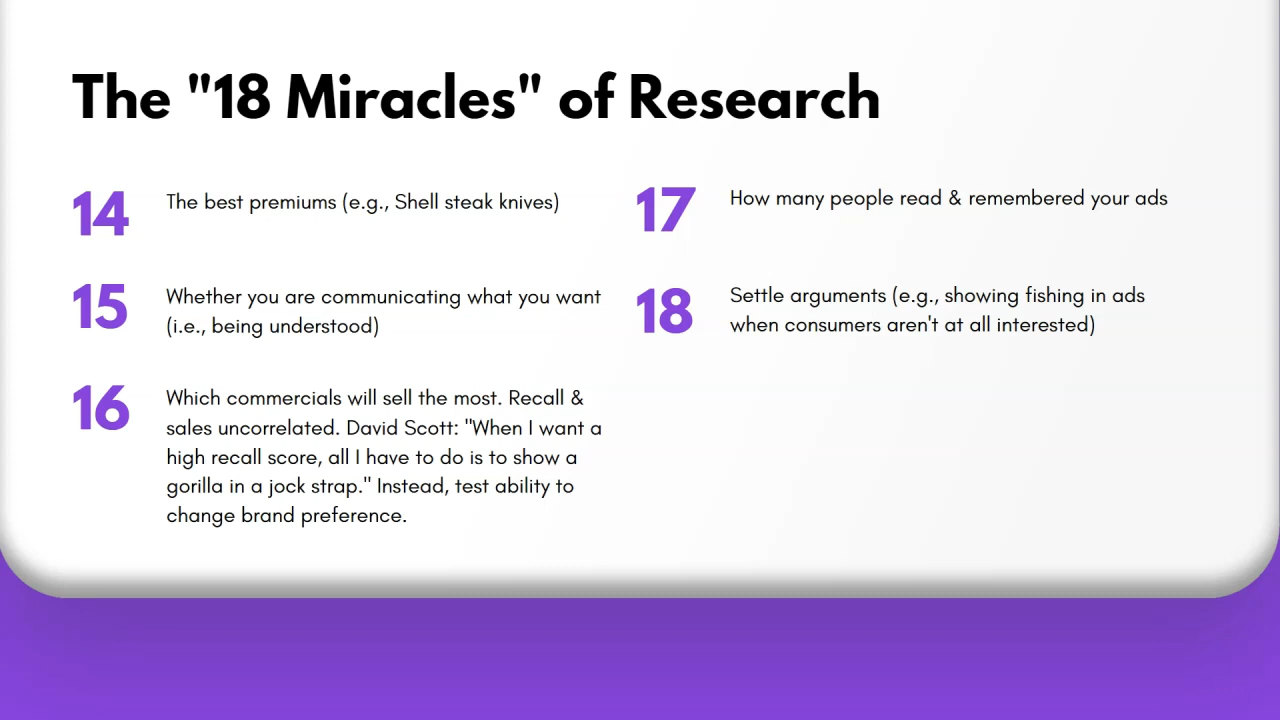 The "18 Miracles" of Research
14
The best premiums (e.g., Shell steak knives)
15
Whether you are communicating what you want
(i.e., being understood)
16
Which commercials will sell the most. Recall &
sales uncorrelated. David Scott: "When I want a
high recall score, all I have to do is to show a
gorilla in a jock strap." Instead, test ability to
change brand preference.
17
How many people read & remembered your ads
18
Settle arguments (e.g., showing fishing in ads
when consumers aren't at all interested)